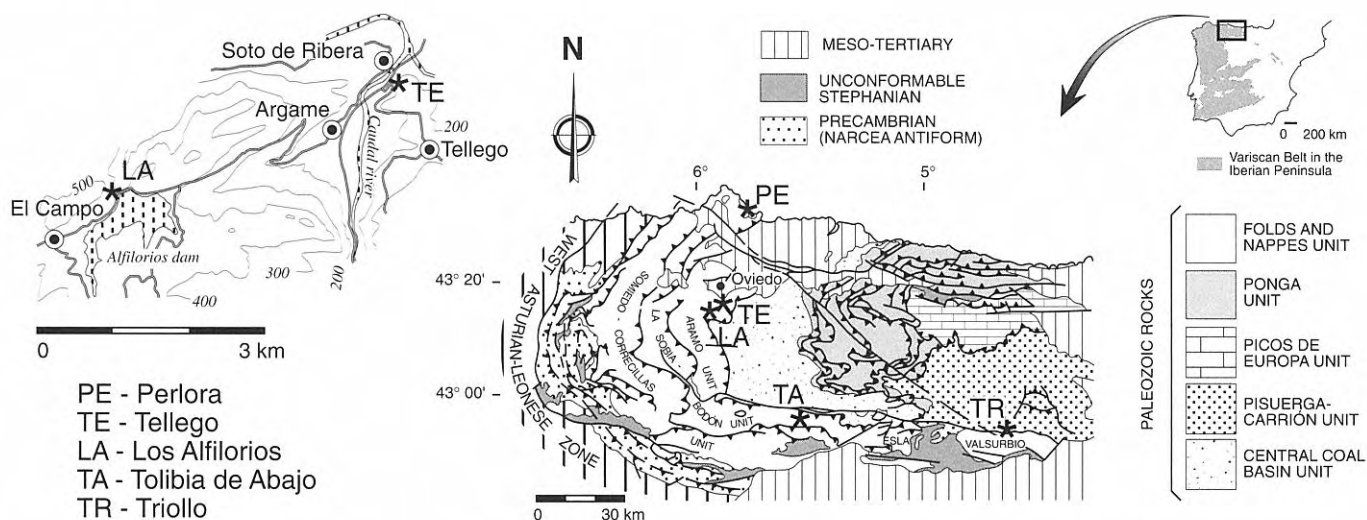 Soto de Ribera
TE
Argame
Caudal river
200
Tellego
LA
500
El Campo
Alfilorios dam
300
200
400
0 3 km
PE - Perlora
TE - Tellego
LA - Los Alfilorios
TA - Tolibia de Abajo
TR - Triollo
N
MESO-TERTIARY
UNCONFORMABLE
STEPHANIAN
PRECAMBRIAN
(NARCEA ANTIFORM)
0 200 km
Variscan Belt in the
Iberian Peninsula
6° 5°
PE
43° 20'
43° 00'
WEST
ASTURIAN-LEONESE
ZONE
Oviedo
TE
LA
SOMIEDO
CORRECILLAS
UNIT
LA
SOBIA
BODÓN UNIT
ARAMO
UNIT
TA
TR
ESLA
VALSURBIO
0 30 km
PALEOZOIC ROCKS
FOLDS AND
NAPPES UNIT
PONGA
UNIT
PICOS DE
EUROPA UNIT
PISUERGA-
CARRIÓN UNIT
CENTRAL COAL
BASIN UNIT